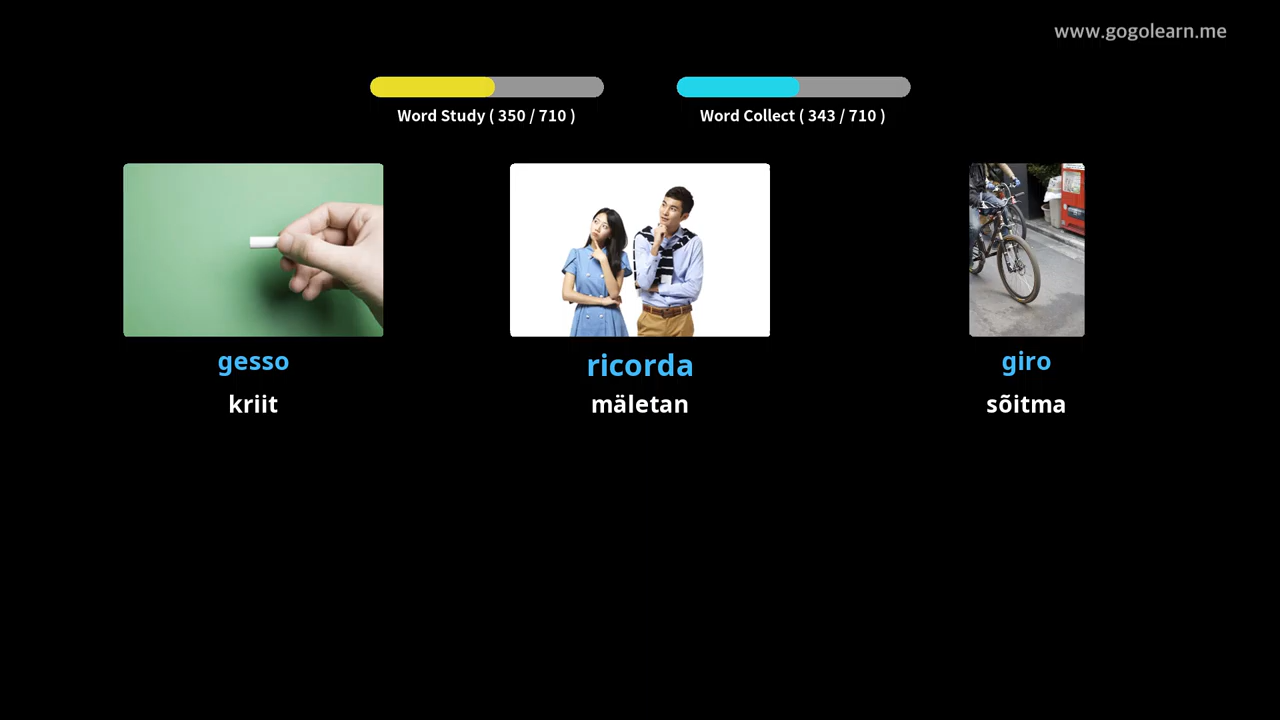 www.gogolearn.me
Word Study ( 350 / 710 )
Word Collect ( 343 / 710 )
gesso
ricorda
giro
kriit
mäletan
sõitma